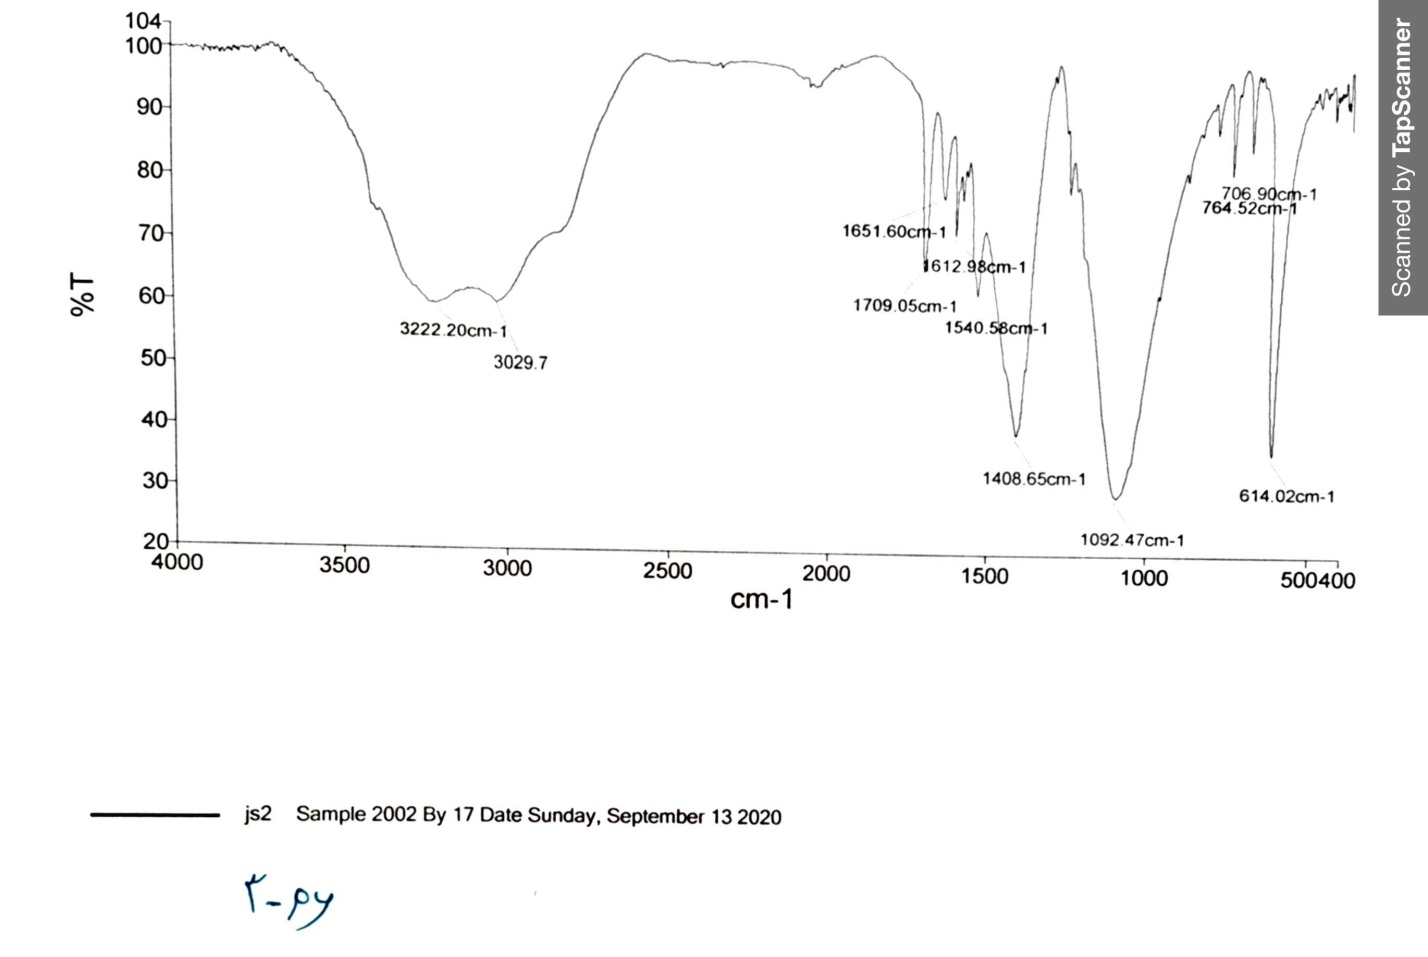 104
100
90
80
70
60
50
40
30
20
%T
4000 3500 3000 2500 2000 1500 1000 500400
cm-1
3222.20cm-1
3029.7
1651.60cm-1
1612.98cm-1
1709.05cm-1
1540.58cm-1
1408.65cm-1
1092.47cm-1
706.90cm-1
764.52cm-1
614.02cm-1
js2 Sample 2002 By 17 Date Sunday, September 13 2020
۲-py
Scanned by TapScanner